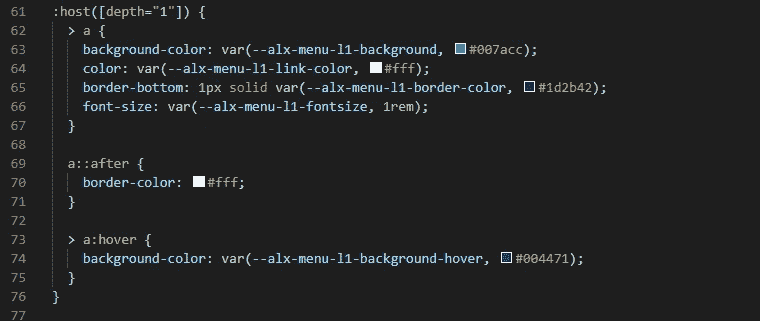 61 :host([depth="1"]) {
62   > a {
63     background-color: var(--alx-menu-l1-background, #007acc);
64     color: var(--alx-menu-l1-link-color, #fff);
65     border-bottom: 1px solid var(--alx-menu-l1-border-color, #1d2b42);
66     font-size: var(--alx-menu-l1-fontsize, 1rem);
67   }
68
69   a::after {
70     border-color: #fff;
71   }
72
73   > a:hover {
74     background-color: var(--alx-menu-l1-background-hover, #004471);
75   }
76 }
77